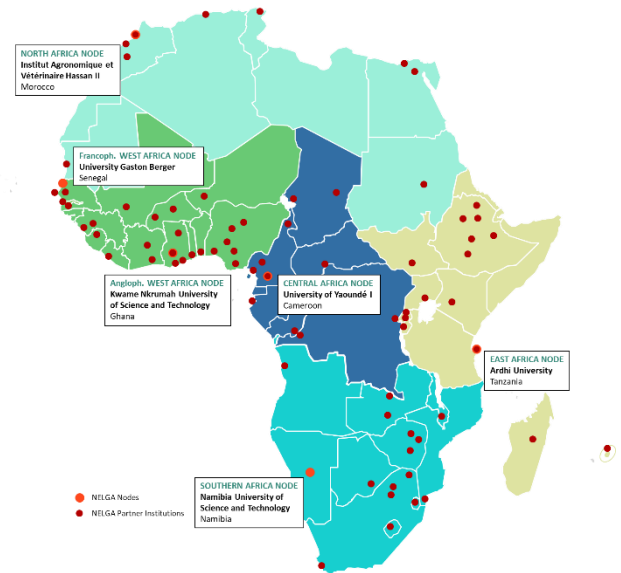 NORTH AFRICA NODE
Institut Agronomique et
Vétérinaire Hassan II
Morocco
Francoph. WEST AFRICA NODE
University Gaston Berger
Senegal
Angloph. WEST AFRICA NODE
Kwame Nkrumah University
of Science and Technology
Ghana
CENTRAL AFRICA NODE
University of Yaoundé I
Cameroon
EAST AFRICA NODE
Ardhi University
Tanzania
SOUTHERN AFRICA NODE
Namibia University of
Science and Technology
Namibia
NELGA Nodes
NELGA Partner Institutions